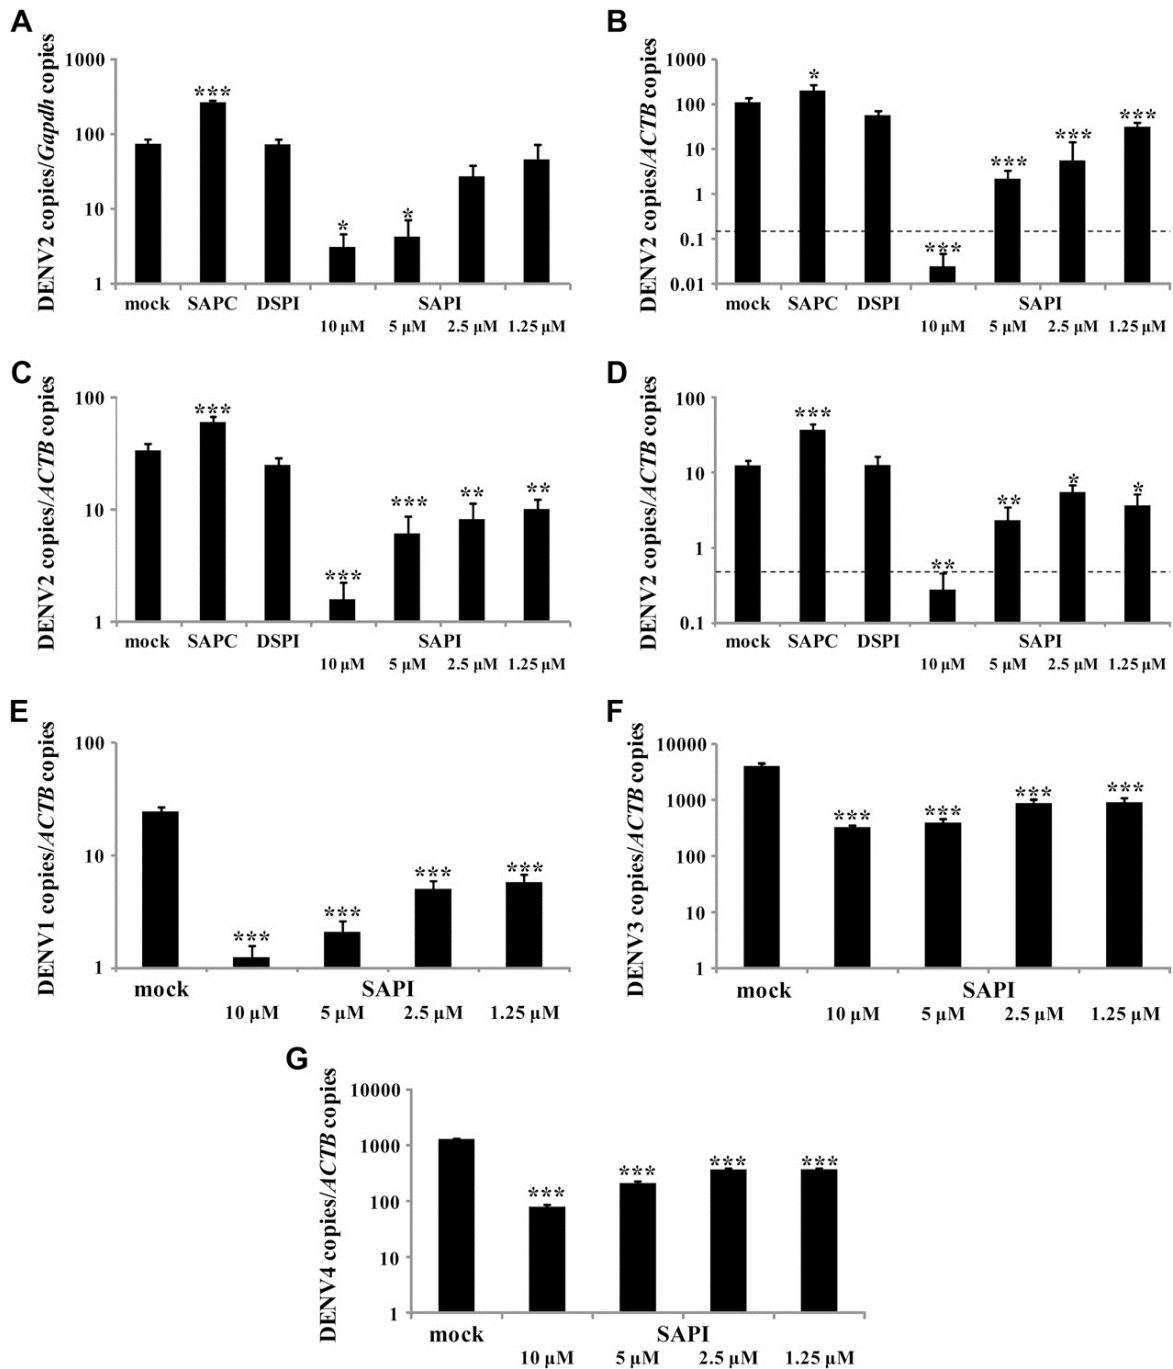 A
DENV2 copies/Gapdh copies
1000
100
10
1
***
*
*
mock SAPC DSPI SAPI
10 µM 5 µM 2.5 µM 1.25 µM
B
DENV2 copies/ACTB copies
1000
100
10
1
0.1
0.01
*
***
***
***
***
mock SAPC DSPI SAPI
10 µM 5 µM 2.5 µM 1.25 µM
C
DENV2 copies/ACTB copies
100
10
1
***
***
***
**
**
mock SAPC DSPI SAPI
10 µM 5 µM 2.5 µM 1.25 µM
D
DENV2 copies/ACTB copies
100
10
1
0.1
***
**
**
*
*
mock SAPC DSPI SAPI
10 µM 5 µM 2.5 µM 1.25 µM
E
DENV1 copies/ACTB copies
100
10
1
***
***
***
***
mock SAPI
10 µM 5 µM 2.5 µM 1.25 µM
F
DENV3 copies/ACTB copies
10000
1000
100
10
1
***
***
***
***
mock SAPI
10 µM 5 µM 2.5 µM 1.25 µM
G
DENV4 copies/ACTB copies
10000
1000
100
10
1
***
***
***
***
mock SAPI
10 µM 5 µM 2.5 µM 1.25 µM